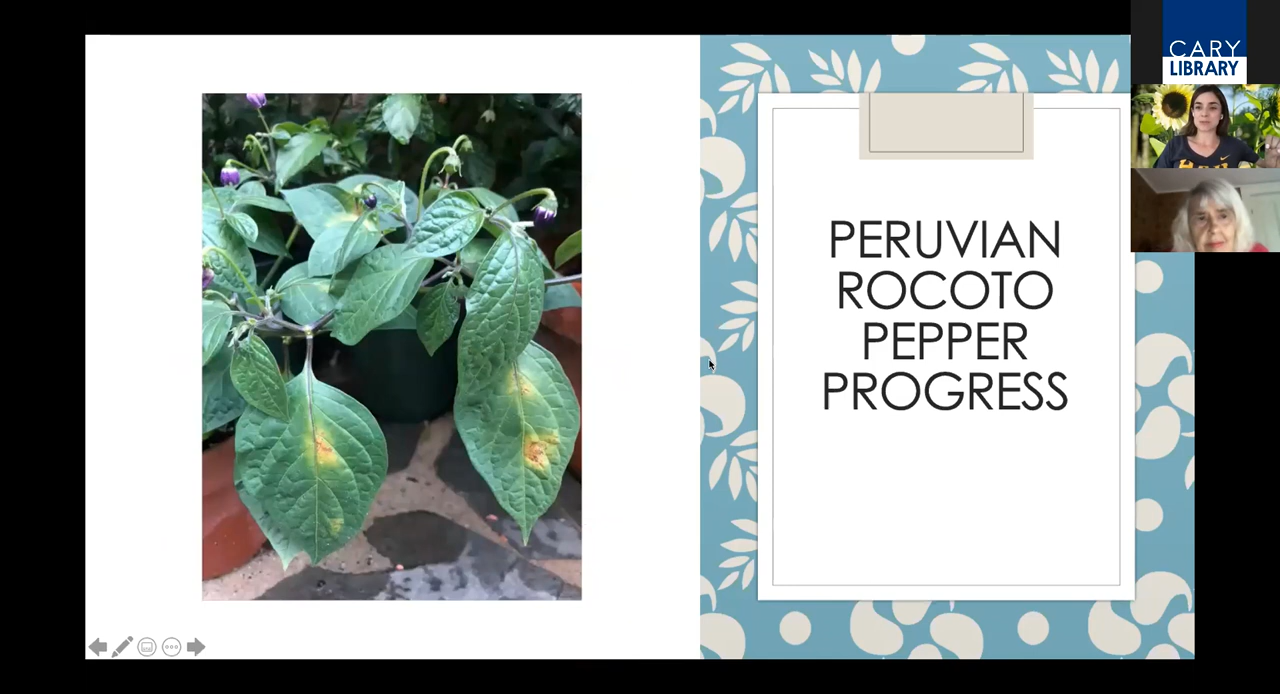 PERUVIAN
ROCOTO
PEPPER
PROGRESS
CARY
LIBRARY